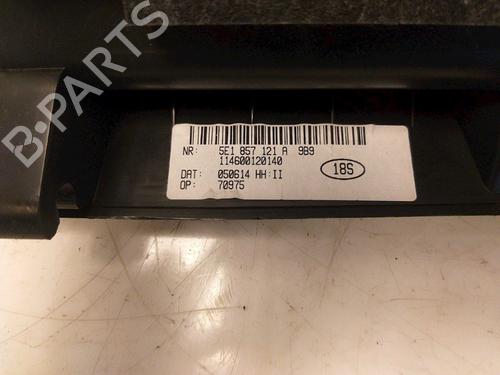 B-PARTS
NR: 5E1 857 121 A 9B9
114600120140
DAT: 050614 HH:II
OP: 70975
18S